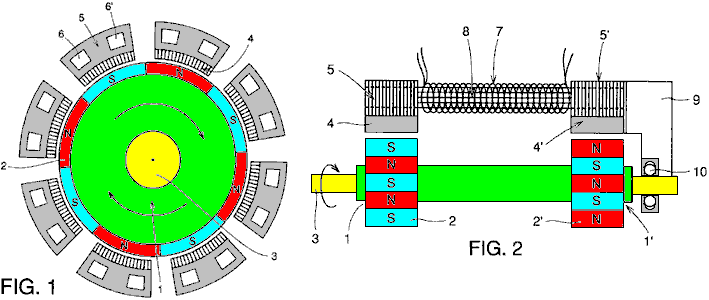 6 5 6'
4
S N
N S
2
S N
N S
3
1
FIG. 1
8 7 5'
5
9
4
4'
S N
N S
S N
N S
S N
10
3
1
2
2'
1'
FIG. 2